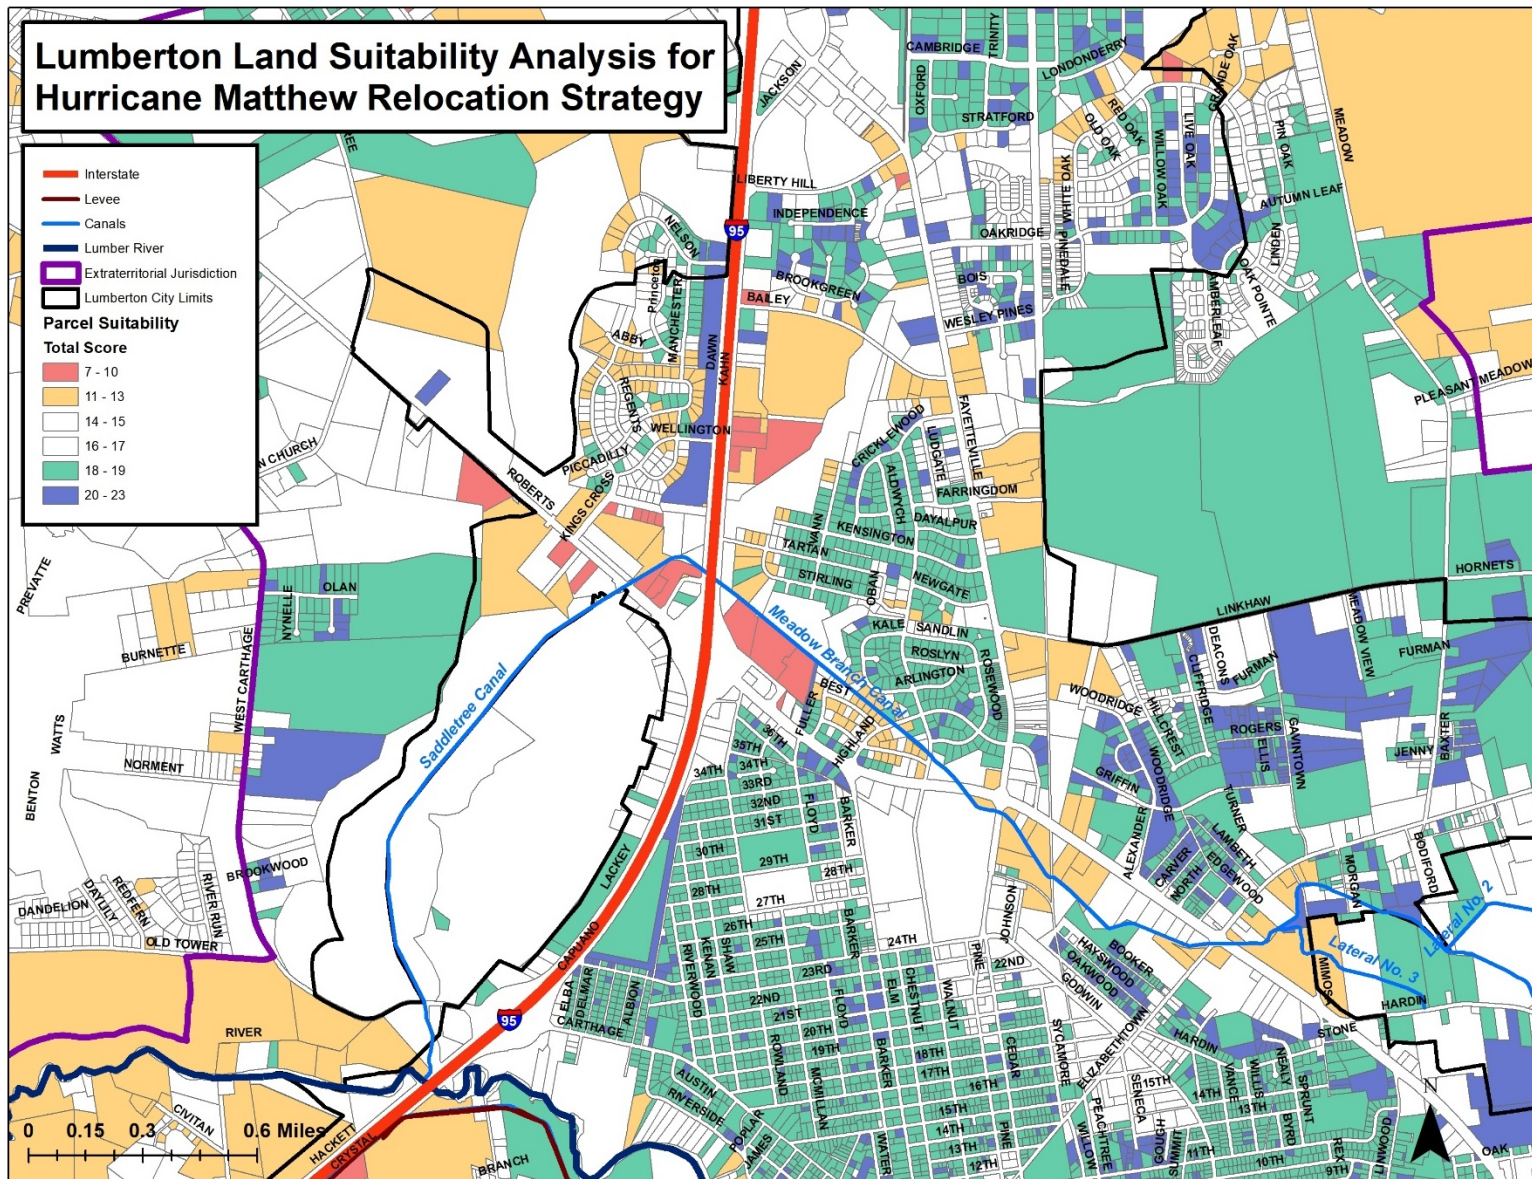 Lumberton Land Suitability Analysis for
Hurricane Matthew Relocation Strategy
Interstate
Levee
Canals
Lumber River
Extraterritorial Jurisdiction
Lumberton City Limits
Parcel Suitability
Total Score
7 - 10
11 - 13
14 - 15
16 - 17
18 - 19
20 - 23
JACKSON
CAMBRIDGE
TRINITY
LONDONDERRY
GRANDE OAK
OXFORD
STRATFORD
RED OAK
OLD OAK
LIVE OAK
WILLOW OAK
PIN OAK
MEADOW
LIBERTY HILL
INDEPENDENCE
WHITE OAK
AUTUMN LEAF
NELSON
95
OAKRIDGE
PINEDALE
LINDEN
OAK POINTE
Princeton
MANCHESTER
BROOKGREEN
BAILEY
BOIS
WESLEY PINES
MBERLEAF
ABBY
DAWN
KAHN
REGENTS
WELLINGTON
PICCADILLY
KINGS CROSS
ROBERTS
N CHURCH
PLEASANT MEADOW
FAYETTEVILLE
CRICKLEWOOD
LUDGATE
ALDWYCH
FARRINGDOM
DAYALPUR
KENSINGTON
VANN
TARTAN
STIRLING
OBAN
NEWGATE
HORNETS
LINKHAW
PREVATTE
OLAN
NYNELLE
BURNETTE
WEST CARTHAGE
WATTS
NORMENT
BENTON
Saddletree Canal
Meadow Branch Canal
KALE
SANDLIN
ROSLYN
ARLINGTON
ROSEWOOD
BEST
FULLER
HIGHLAND
DEACONS
CLIFFRIDGE
FURMAN
MEADOW VIEW
FURMAN
WOODRIDGE
HILLCREST
ROGERS
ELLIS
GAVINTOWN
JENNY
BAXTER
GRIFFIN
WOODRIDGE
TURNER
ALEXANDER
LAMBETH
CARVER
NORTH
EDGEWOOD
MORGAN
BODIFORD
36TH
35TH
34TH
34TH
33RD
32ND
31ST
30TH
29TH
28TH
28TH
27TH
26TH
25TH
24TH
23RD
22ND
22ND
21ST
20TH
19TH
18TH
17TH
16TH
15TH
14TH
13TH
12TH
FLOYD
BARKER
LACKEY
CAPUANO
BROOKWOOD
RIVER RUN
REDFERN
DAYLILY
DANDELION
OLD TOWER
RIVER
95
ELBA
DELMAR
ALBION
CARTHAGE
RIVERWOOD
KENAN
SHAW
BARKER
FLOYD
ELM
CHESTNUT
WALNUT
PINE
JOHNSON
BOOKER
HAYSWOOD
OAKWOOD
GODWIN
Lateral No. 2
Lateral No. 3
MIMOSA
HARDIN
STONE
HARDIN
ELIZABETHTOWN
SYCAMORE
CEDAR
ROWLAND
MCMILLAN
BARKER
AUSTIN
RIVERSIDE
POPLAR
JAMES
WATER
PINE
WILLOW
PEACHTREE
SENECA
GOUGH
SUMMIT
15TH
14TH
13TH
11TH
10TH
9TH
VANCE
WILLIS
NEALY
SPRUNT
BYRD
REX
LINWOOD
OAK
CIVITAN
HACKETT
CRYSTAL
BRANCH
0 0.15 0.3 0.6 Miles
N